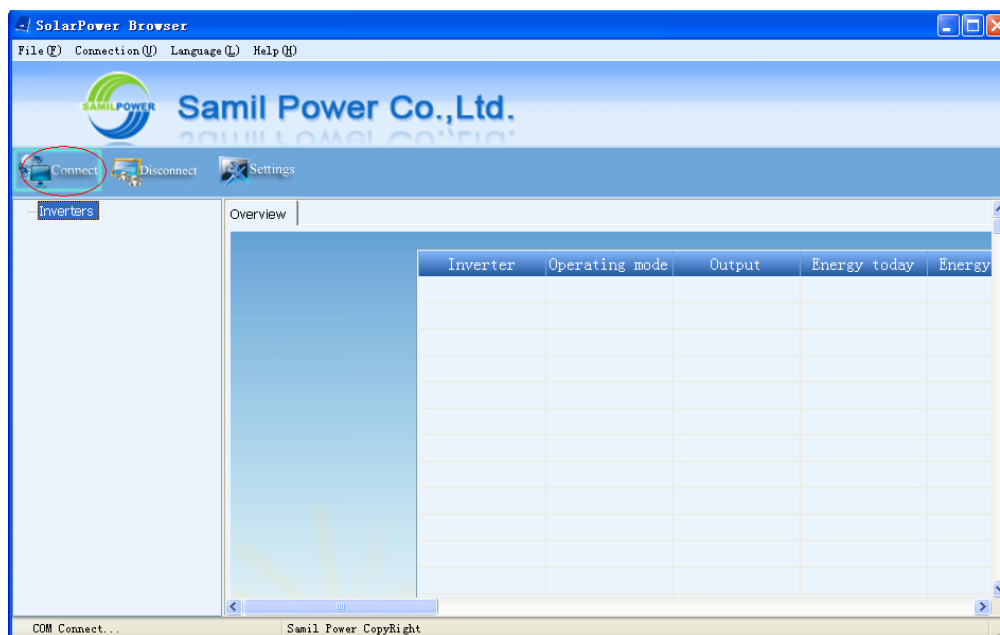 SolarPower Browser
File(F) Connection(U) Language(L) Help(H)
SAMILPOWER Samil Power Co.,Ltd.
Connect Disconnect Settings
Inverters
Overview
Inverter Operating mode Output Energy today Energy
COM Connect... Samil Power CopyRight